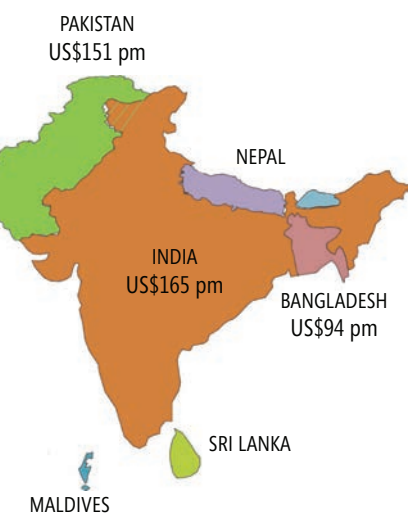 PAKISTAN
US$151 pm
NEPAL
INDIA
US$165 pm
BANGLADESH
US$94 pm
SRI LANKA
MALDIVES